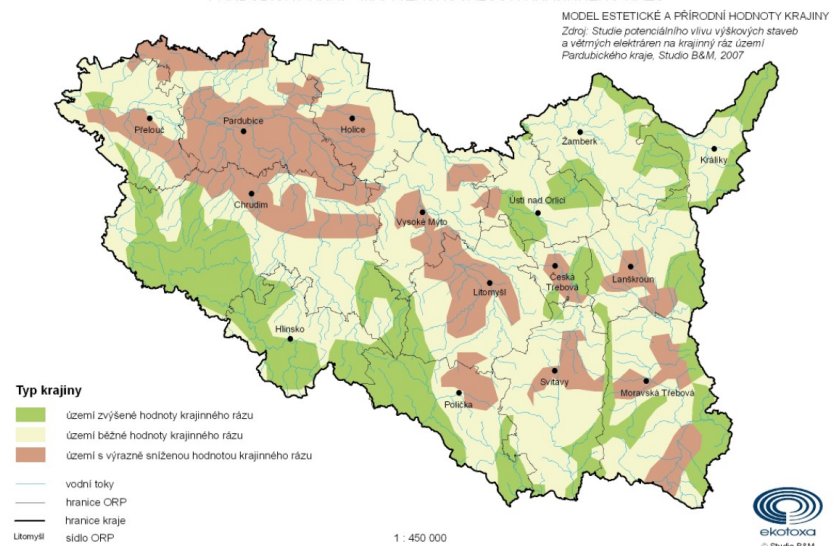 MODEL ESTETICKÉ A PŘÍRODNÍ HODNOTY KRAJINY
Zdroj: Studie potenciálního vlivu výškových staveb
a větrných elektráren na krajinný ráz území
Pardubického kraje, Studio B&M, 2007
Přelouč
Pardubice
Holice
Žamberk
Králíky
Chrudim
Vysoké Mýto
Ústí nad Orlicí
Česká
Třebová
Lanškroun
Litomyšl
Hlinsko
Polička
Svitavy
Moravská Třebová
Typ krajiny
území zvýšené hodnoty krajinného rázu
území běžné hodnoty krajinného rázu
území s výrazně sníženou hodnotou krajinného rázu
vodní toky
hranice ORP
hranice kraje
Litomyšl sídlo ORP
1 : 450 000
ekotoxa
© Studio B&M